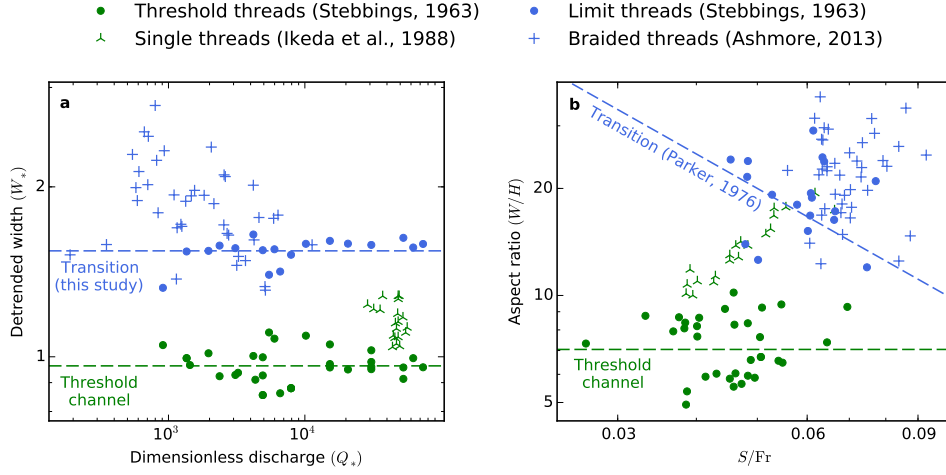 Threshold threads (Stebbings, 1963)
Single threads (Ikeda et al., 1988)
Limit threads (Stebbings, 1963)
Braided threads (Ashmore, 2013)
a
Detrended width (W*)
2
1
Transition
(this study)
Threshold
channel
10³
10⁴
Dimensionless discharge (Q*)
b
Aspect ratio (W/H)
20
10
5
Transition (Parker, 1976)
Threshold
channel
0.03
0.06
0.09
S/Fr